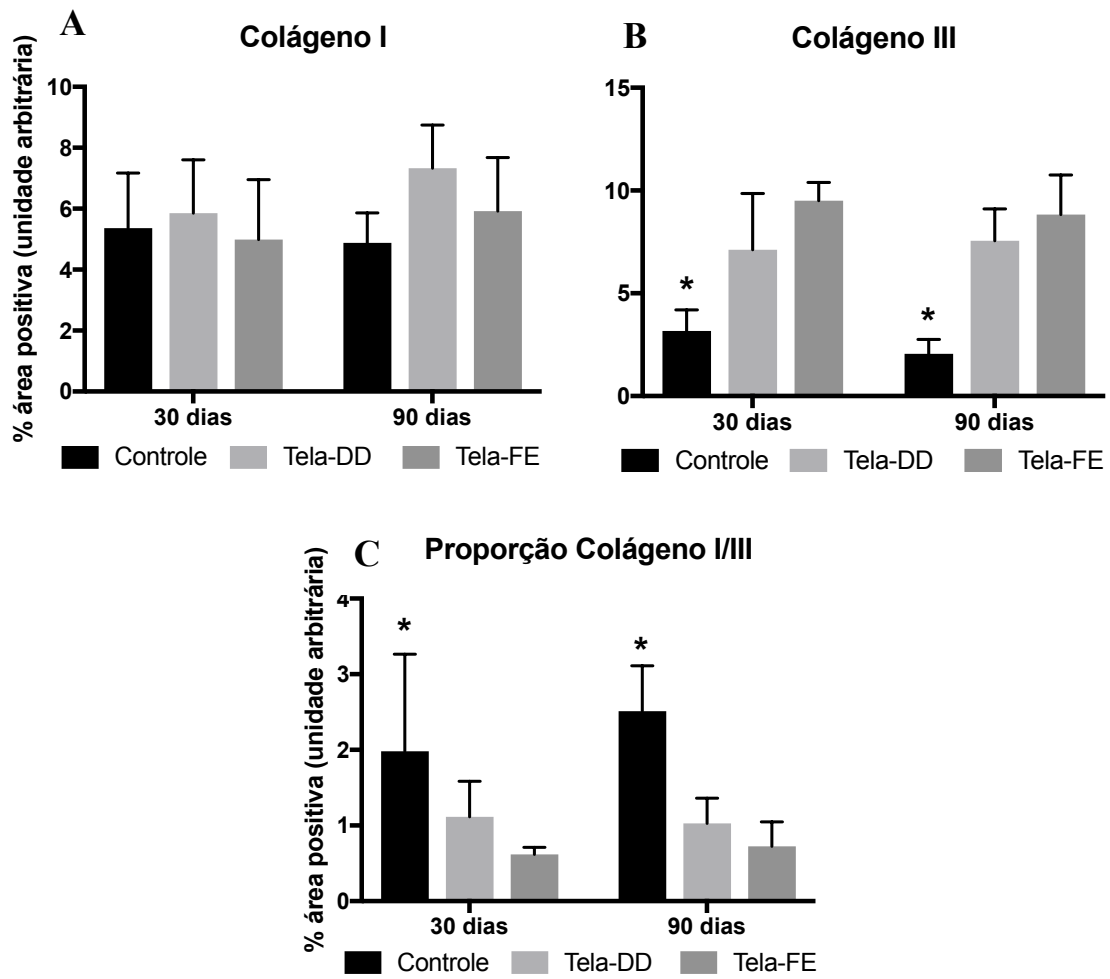 A
Colágeno I
% área positiva (unidade arbitrária)
10
8
6
4
2
0
30 dias
90 dias
Controle
Tela-DD
Tela-FE
B
Colágeno III
15
10
5
0
*
*
30 dias
90 dias
Controle
Tela-DD
Tela-FE
C
Proporção Colágeno I/III
% área positiva (unidade arbitrária)
4
3
2
1
0
*
*
30 dias
90 dias
Controle
Tela-DD
Tela-FE